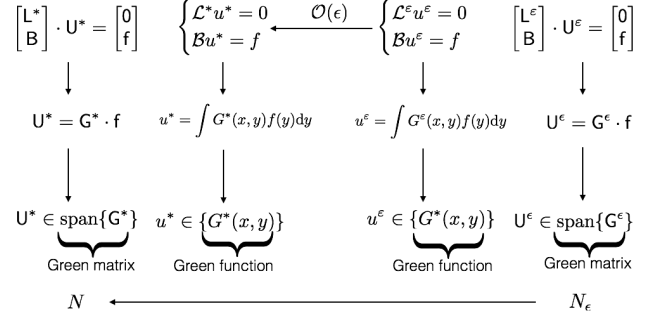 [L* B] · U* = [0 f]
{ℒ*u* = 0
ℬu* = f
𝒪(ϵ)
{ℒ^ε u^ε = 0
ℬu^ε = f
[L^ε B] · U^ε = [0 f]
U* = G* · f
u* = ∫ G*(x, y)f(y)dy
u^ε = ∫ G^ε(x, y)f(y)dy
U^ϵ = G^ϵ · f
U* ∈ span{G*}
u* ∈ {G*(x, y)}
u^ε ∈ {G*(x, y)}
U^ϵ ∈ span{G^ϵ}
Green matrix
Green function
Green function
Green matrix
N
N_ϵ